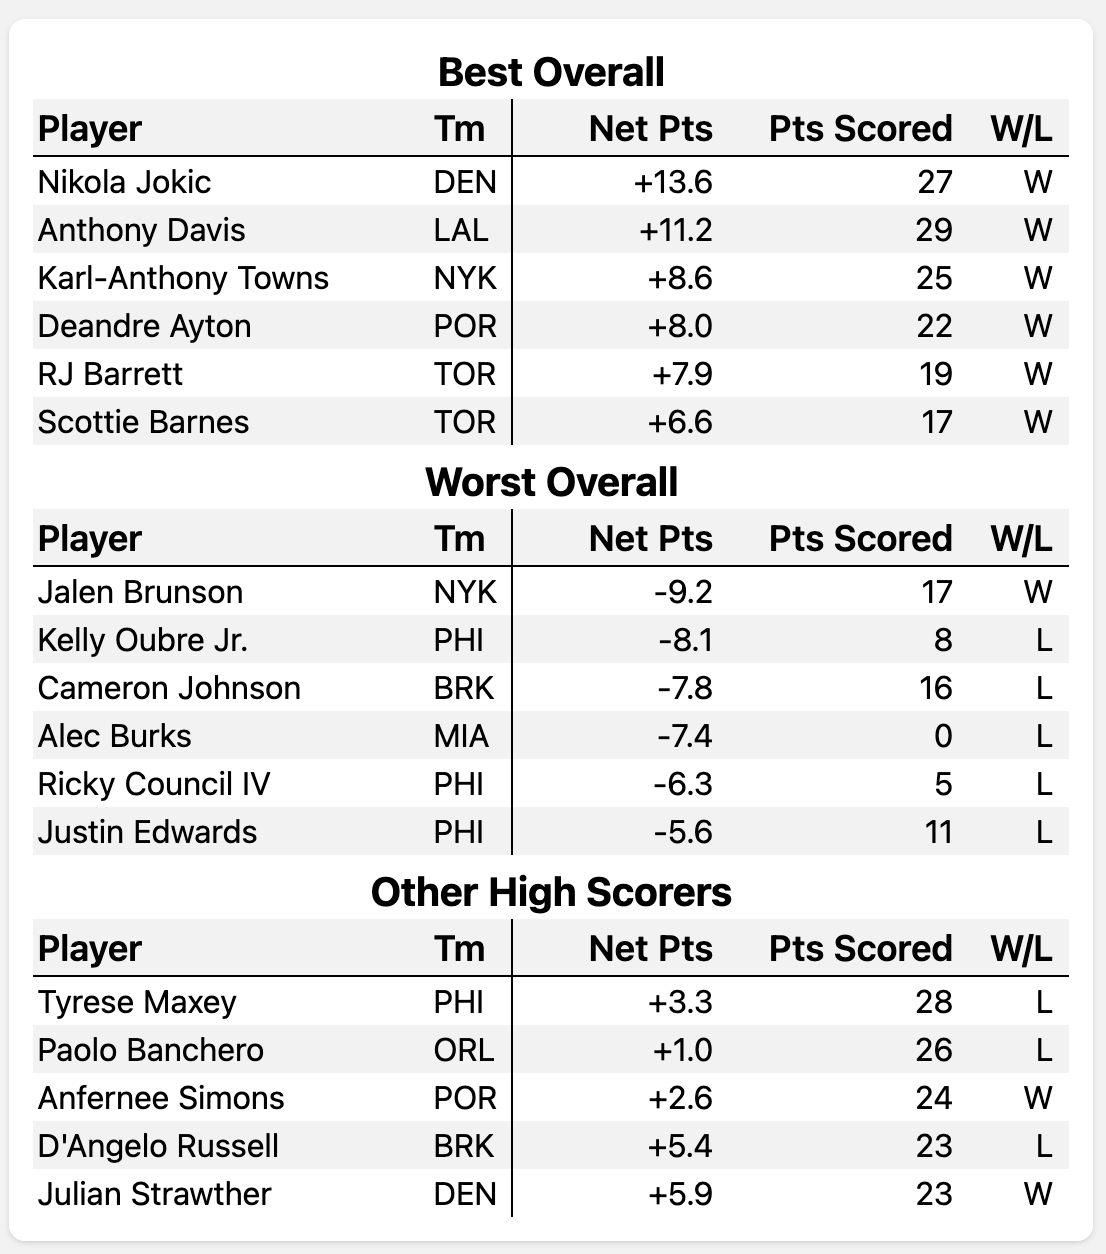 Best Overall
Player Tm Net Pts Pts Scored W/L
Nikola Jokic DEN +13.6 27 W
Anthony Davis LAL +11.2 29 W
Karl-Anthony Towns NYK +8.6 25 W
Deandre Ayton POR +8.0 22 W
RJ Barrett TOR +7.9 19 W
Scottie Barnes TOR +6.6 17 W
Worst Overall
Player Tm Net Pts Pts Scored W/L
Jalen Brunson NYK -9.2 17 W
Kelly Oubre Jr. PHI -8.1 8 L
Cameron Johnson BRK -7.8 16 L
Alec Burks MIA -7.4 0 L
Ricky Council IV PHI -6.3 5 L
Justin Edwards PHI -5.6 11 L
Other High Scorers
Player Tm Net Pts Pts Scored W/L
Tyrese Maxey PHI +3.3 28 L
Paolo Banchero ORL +1.0 26 L
Anfernee Simons POR +2.6 24 W
D'Angelo Russell BRK +5.4 23 L
Julian Strawther DEN +5.9 23 W